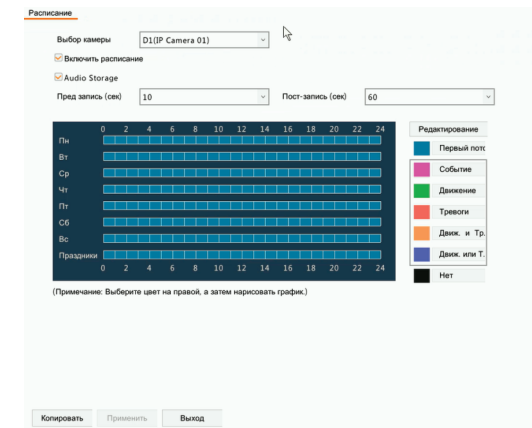 Расписание
Выбор камеры D1(IP Camera 01)
Включить расписание
Audio Storage
Пред запись (сек) 10 Пост-запись (сек) 60
0 2 4 6 8 10 12 14 16 18 20 22 24 Редактирование
Пн Первый пото
Вт
Ср Событие
Чт Движение
Пт Тревоги
Сб
Вс Движ. и Тр.
Праздники Движ. или Т.
0 2 4 6 8 10 12 14 16 18 20 22 24 Нет
(Примечание: Выберите цвет на правой, а затем нарисовать график.)
Копировать Применить Выход